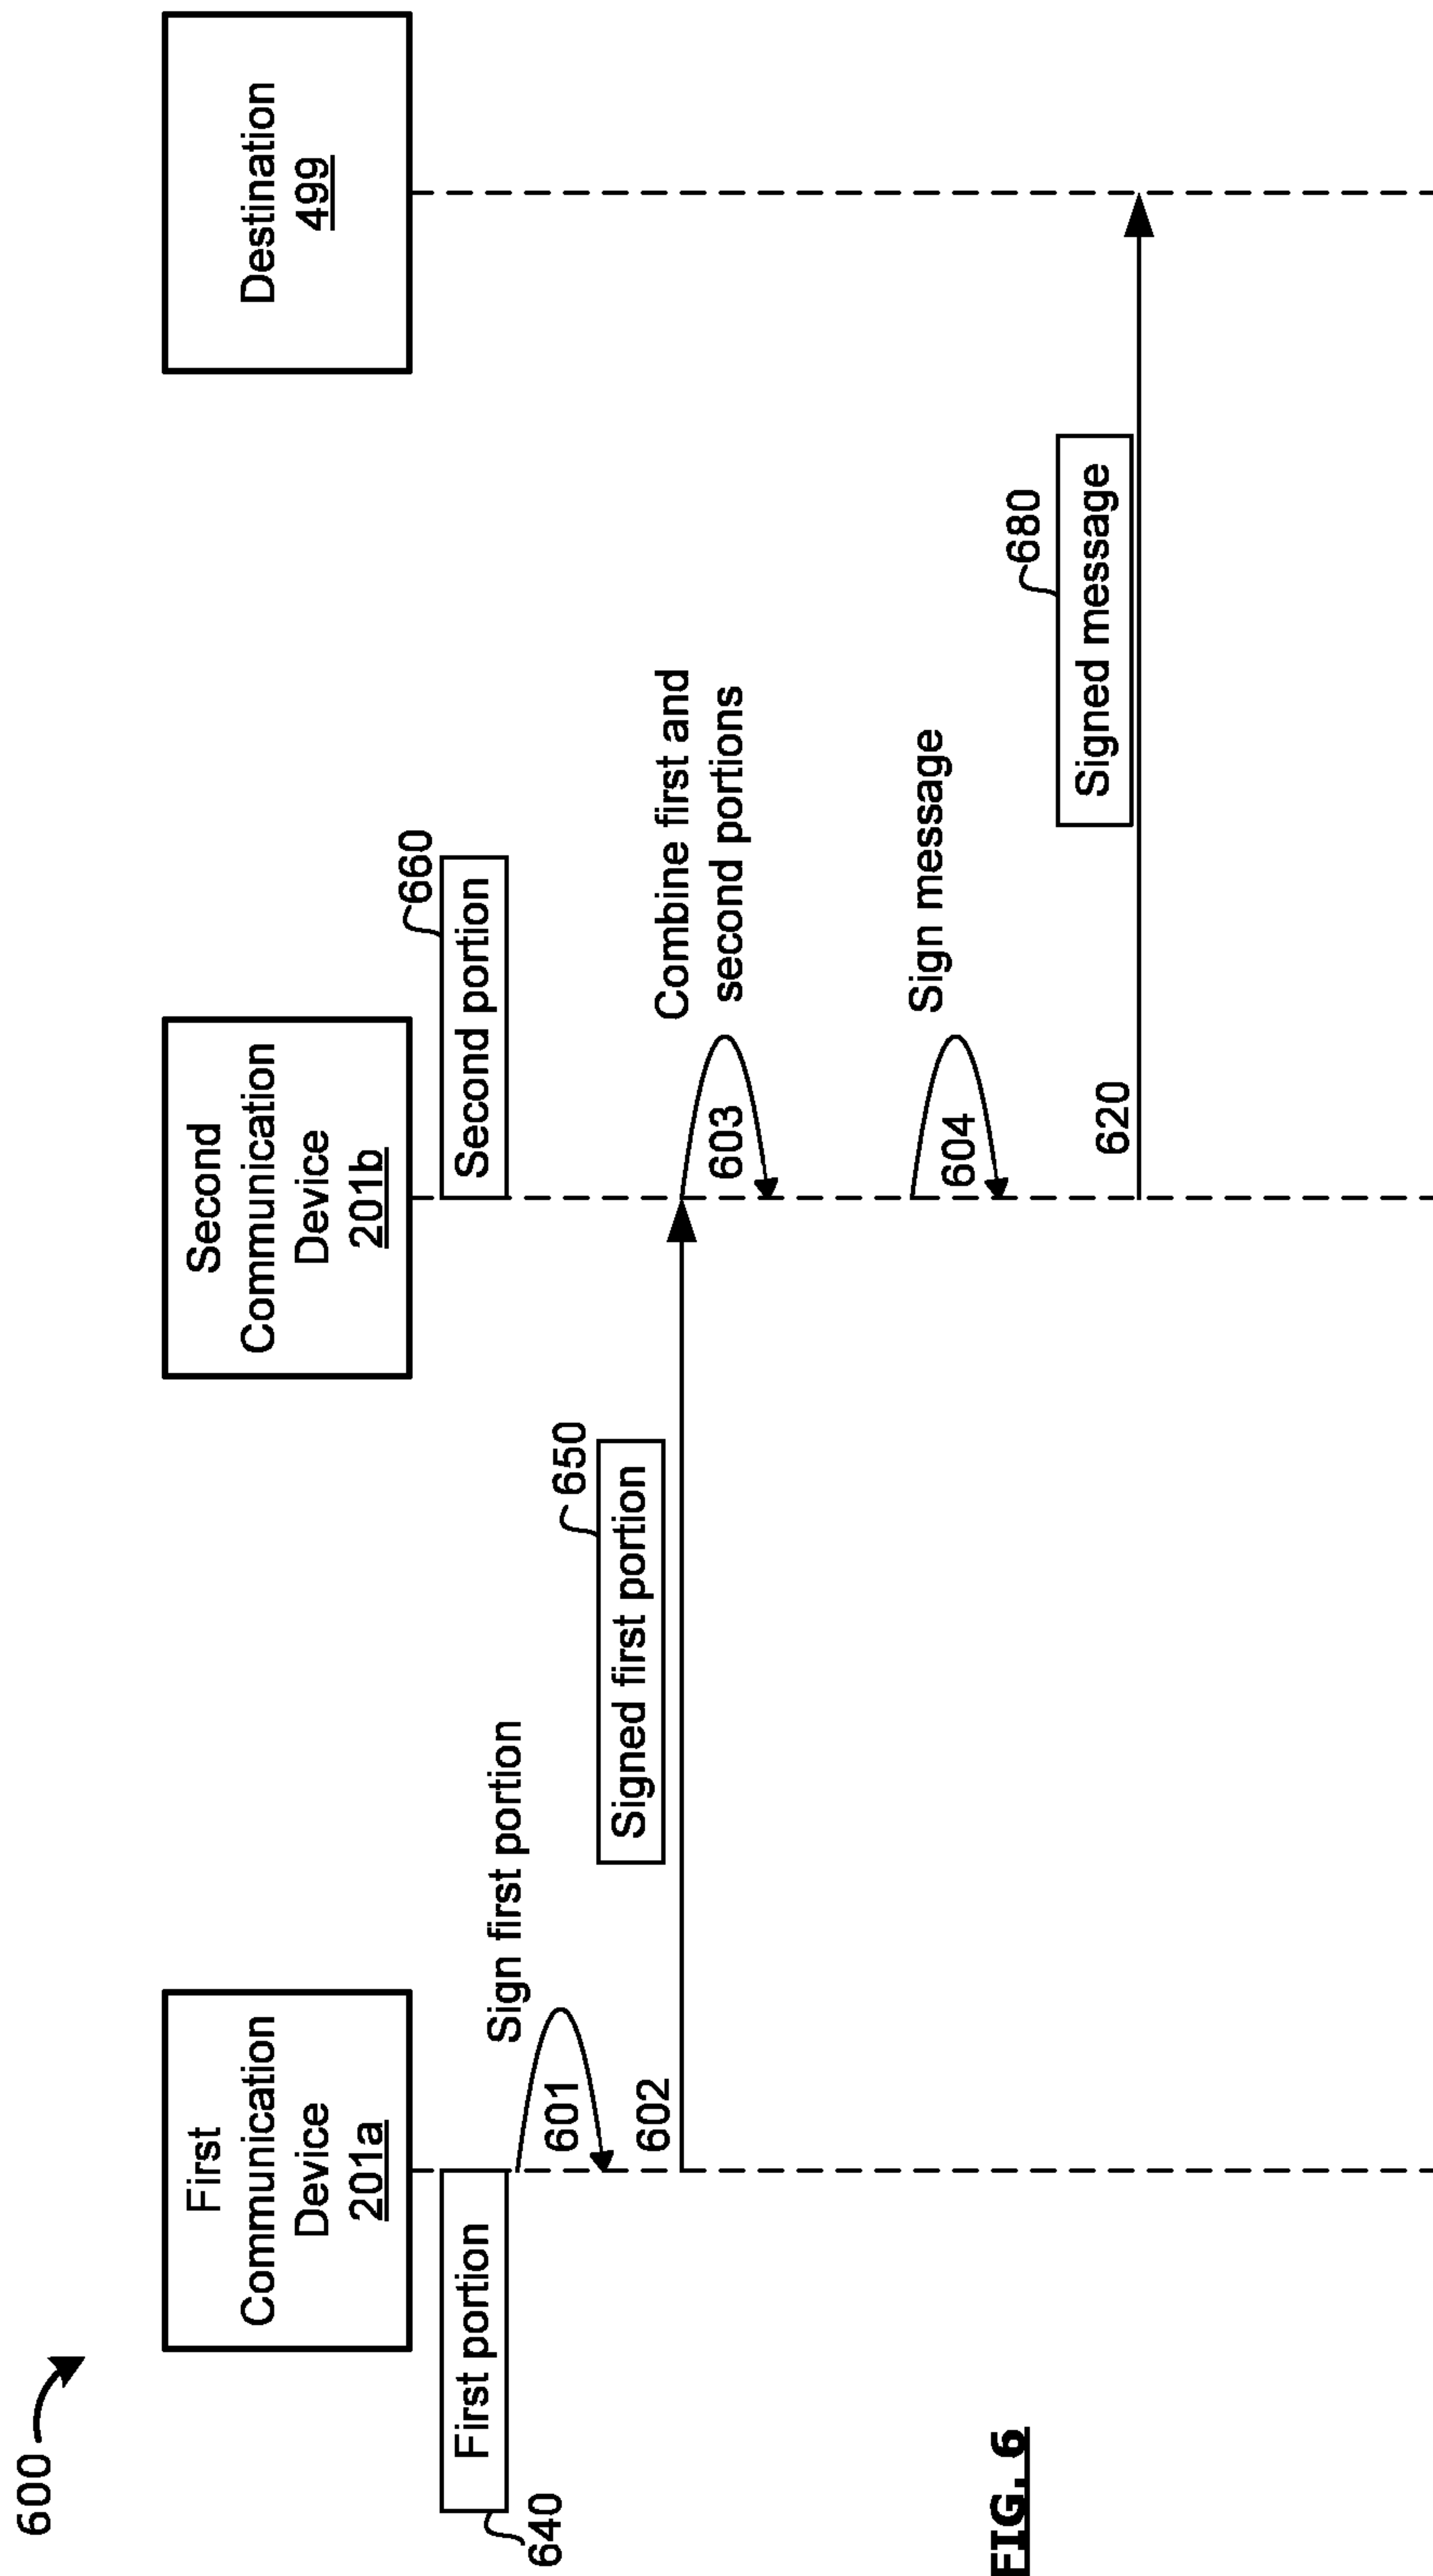 600
First
Communication
Device
201a
Second
Communication
Device
201b
Destination
499
First portion
640
Second portion
660
Sign first portion
601
Signed first portion
650
602
Combine first and
second portions
603
Sign message
604
Signed message
680
620
FIG. 6